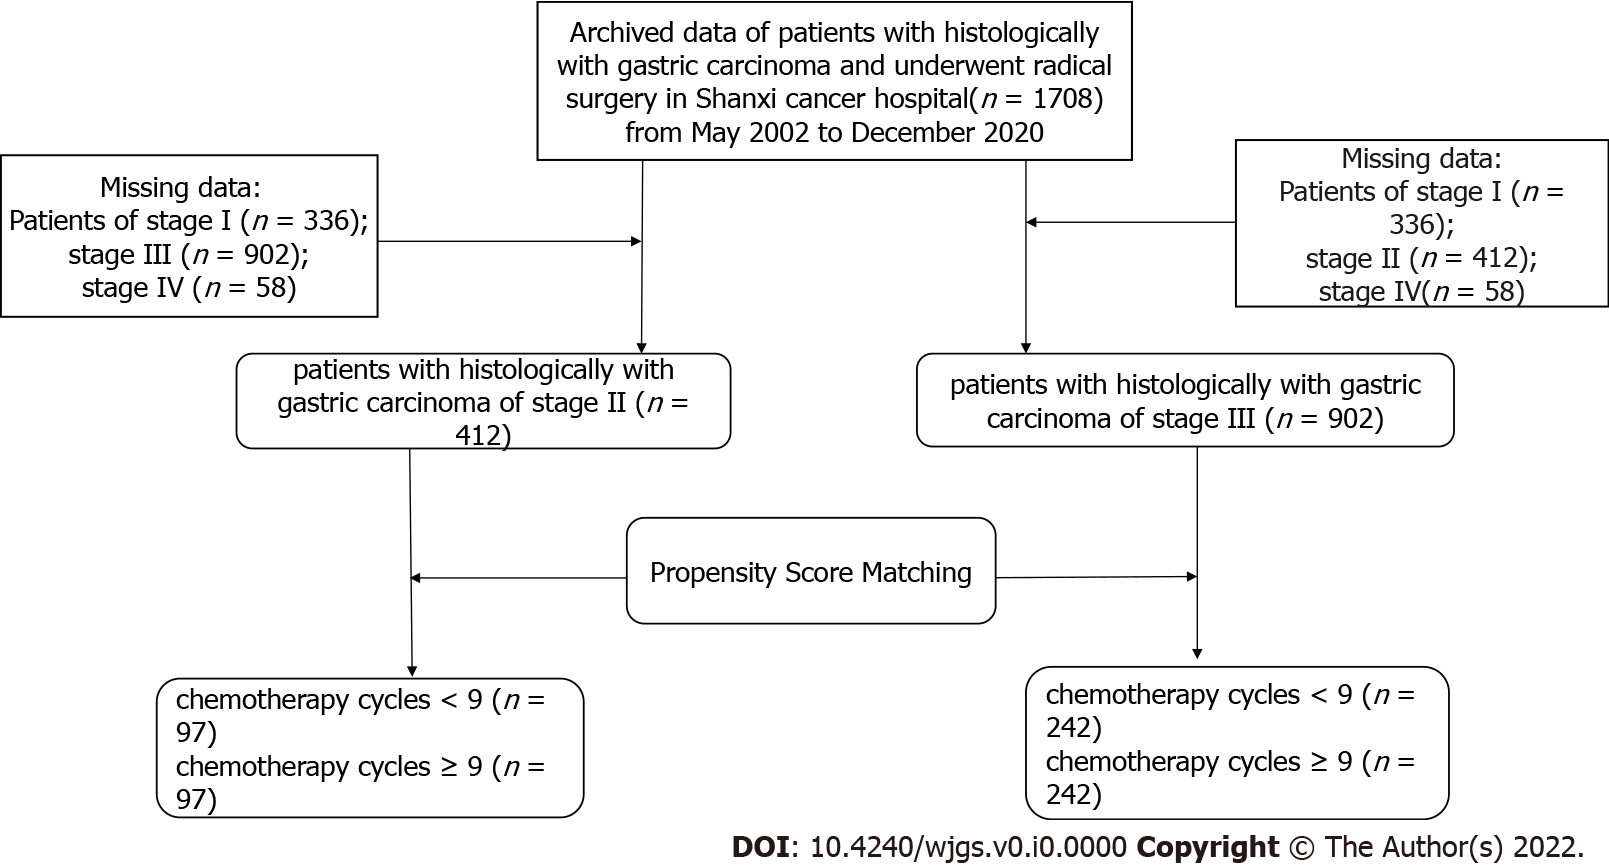 Archived data of patients with histologically
with gastric carcinoma and underwent radical
surgery in Shanxi cancer hospital(n = 1708)
from May 2002 to December 2020
Missing data:
Patients of stage I (n = 336);
stage III (n = 902);
stage IV (n = 58)
Missing data:
Patients of stage I (n =
336);
stage II (n = 412);
stage IV(n = 58)
patients with histologically with
gastric carcinoma of stage II (n =
412)
patients with histologically with gastric
carcinoma of stage III (n = 902)
Propensity Score Matching
chemotherapy cycles < 9 (n =
97)
chemotherapy cycles ≥ 9 (n =
97)
chemotherapy cycles < 9 (n =
242)
chemotherapy cycles ≥ 9 (n =
242)
DOI: 10.4240/wjgs.v0.i0.0000 Copyright © The Author(s) 2022.